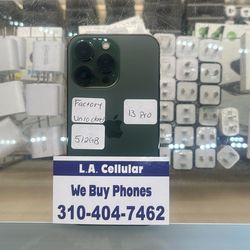 Factory
Unlocked
512GB
13 Pro
L.A. Cellular
We Buy Phones
310-404-7462